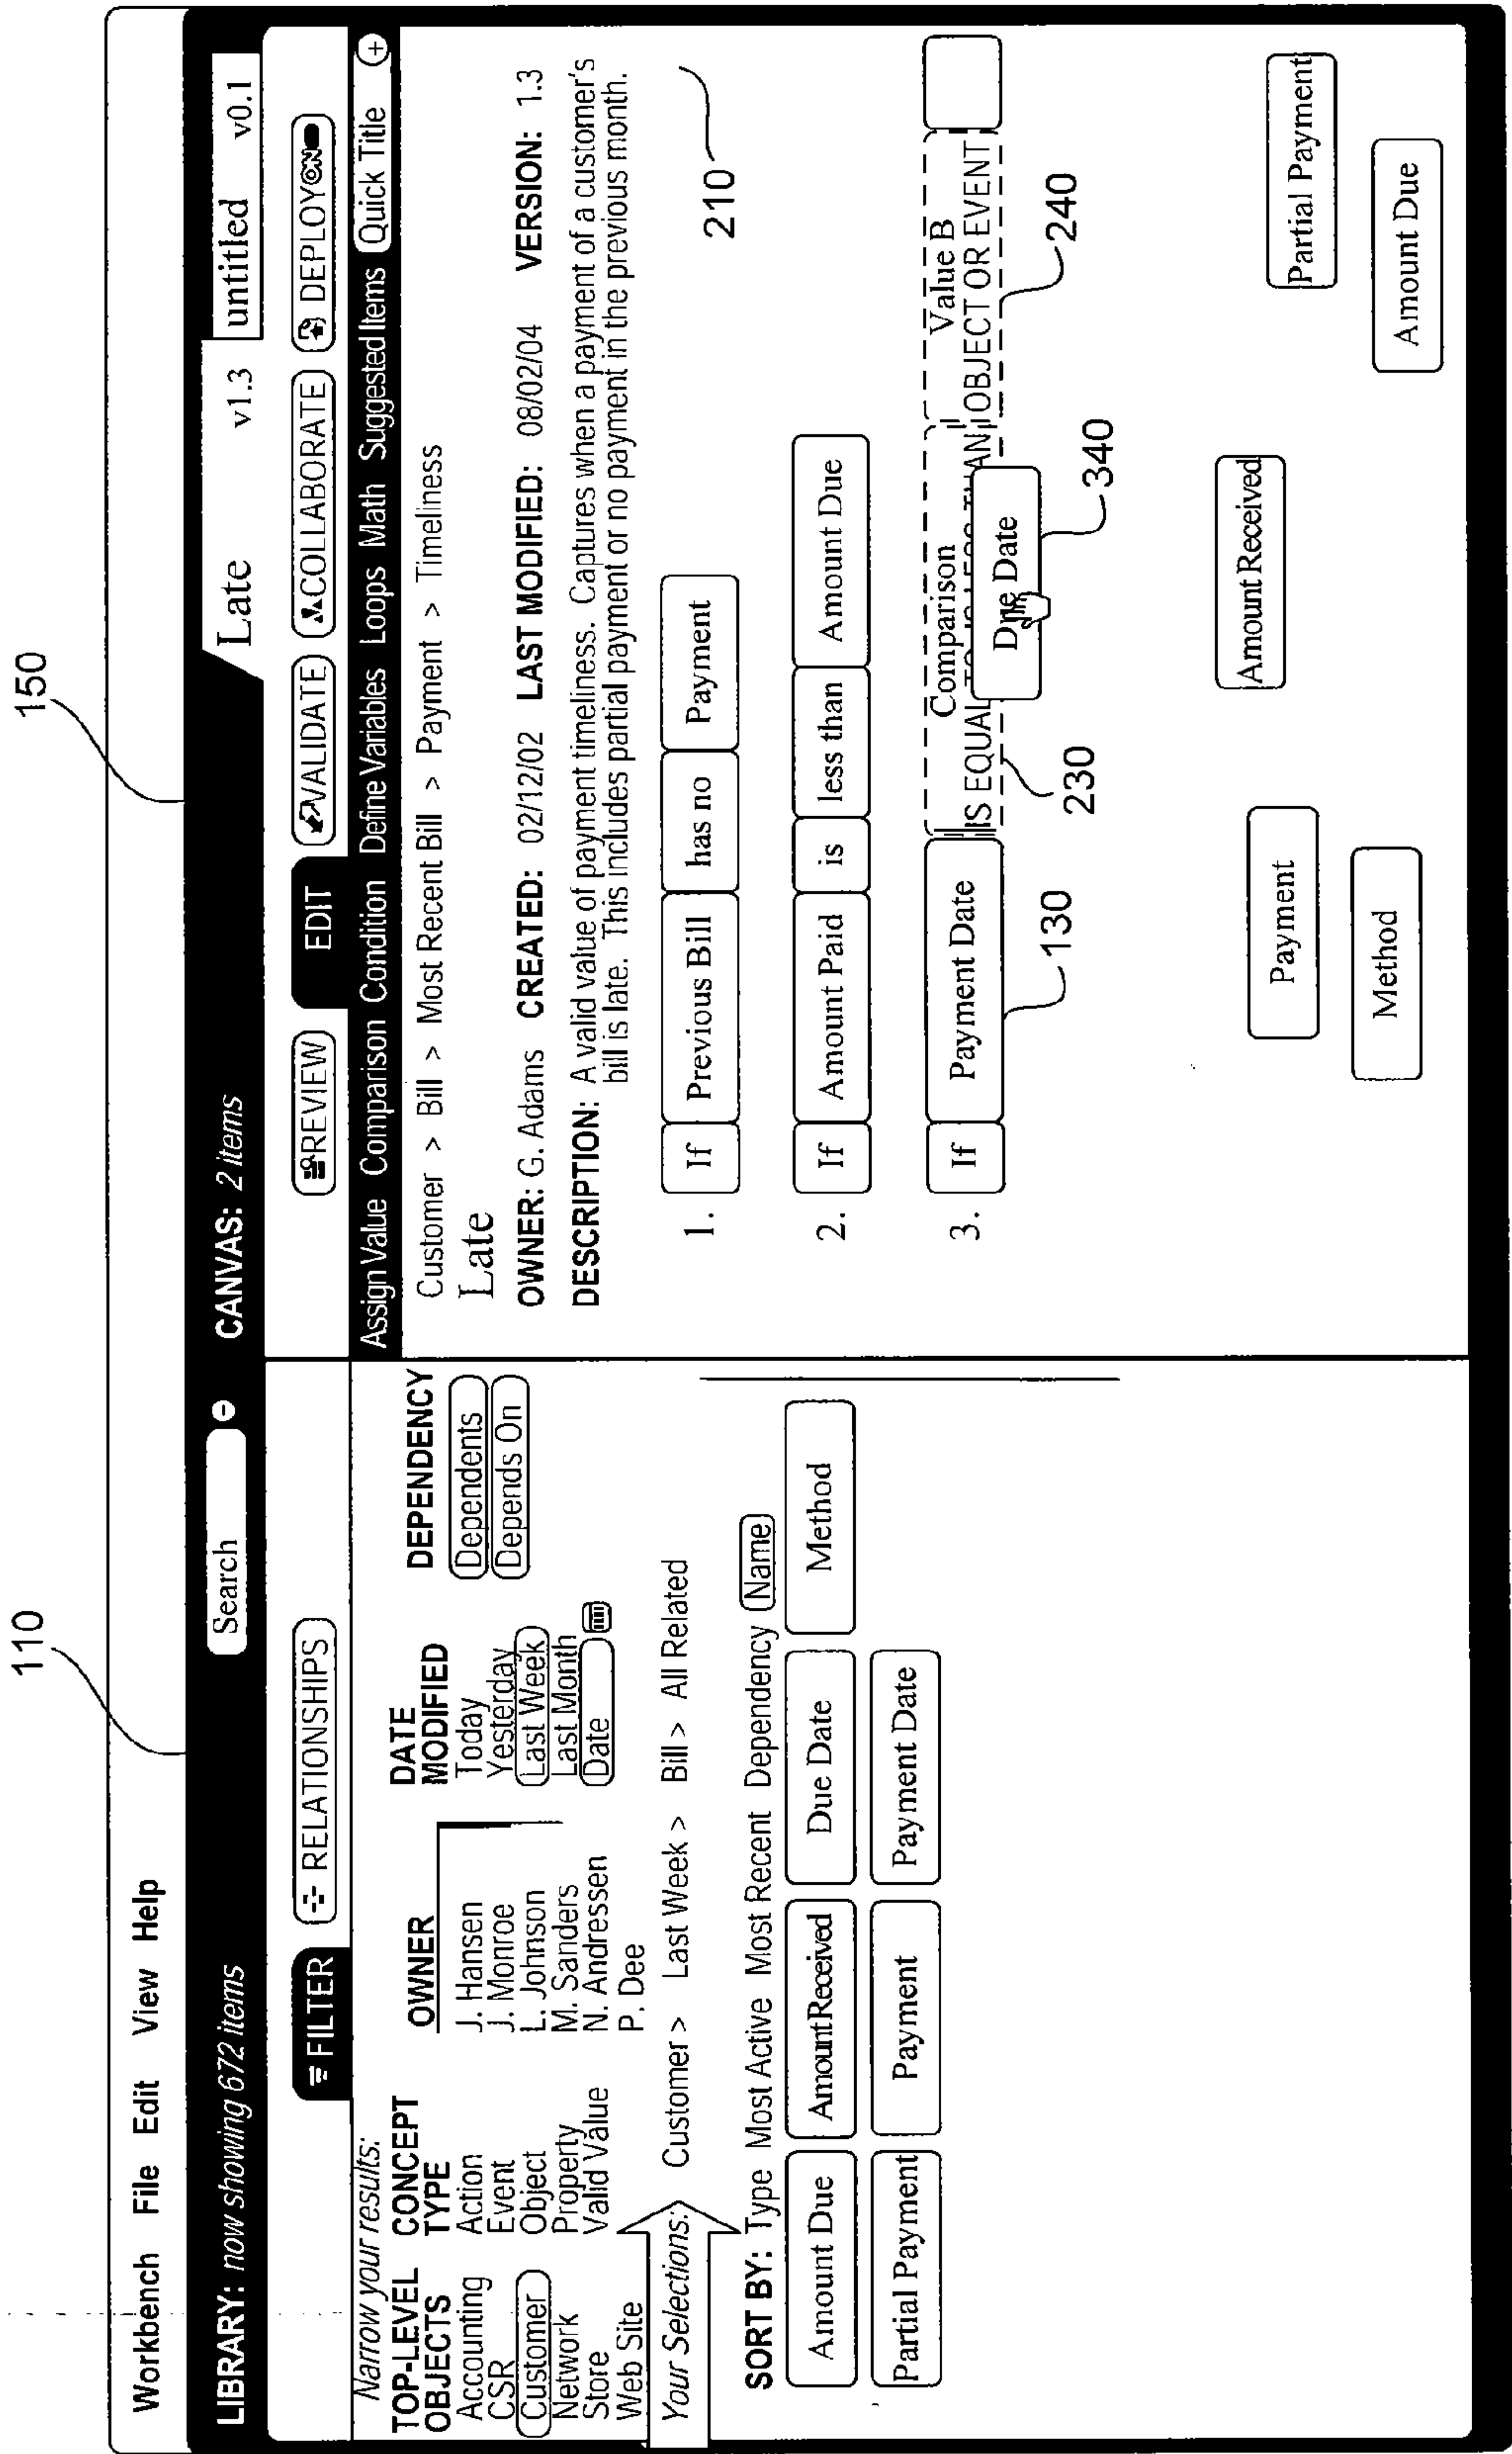 110
150
Workbench File Edit View Help
LIBRARY: now showing 672 items
Search
CANVAS: 2 items
Late v1.3
untitled v0.1
FILTER
RELATIONSHIPS
REVIEW
EDIT
VALIDATE
COLLABORATE
DEPLOY ON
Narrow your results:
TOP-LEVEL OBJECTS
Accounting
CSR
Customer
Network
Store
Web Site
CONCEPT TYPE
Action
Event
Object
Property
Valid Value
OWNER
J. Hansen
J. Monroe
L. Johnson
M. Sanders
N. Andressen
P. Dee
DATE MODIFIED
Today
Yesterday
Last Week
Last Month
Date
DEPENDENCY
Dependents
Depends On
Your Selections: Customer > Last Week > Bill > All Related
SORT BY: Type Most Active Most Recent Dependency Name
Amount Due
Amount Received
Due Date
Method
Partial Payment
Payment
Payment Date
Assign Value Comparison Condition Define Variables Loops Math Suggested Items Quick Title +
Customer > Bill > Most Recent Bill > Payment > Timeliness
Late
OWNER: G. Adams CREATED: 02/12/02 LAST MODIFIED: 08/02/04 VERSION: 1.3
DESCRIPTION: A valid value of payment timeliness. Captures when a payment of a customer's
bill is late. This includes partial payment or no payment in the previous month.
210
1. If Previous Bill has no Payment
2. If Amount Paid is less than Amount Due
3. If Payment Date
Comparison
Value B
IS EQUAL THAN OBJECT OR EVENT
Due Date
130
230
340
240
Payment
Method
Amount Received
Partial Payment
Amount Due